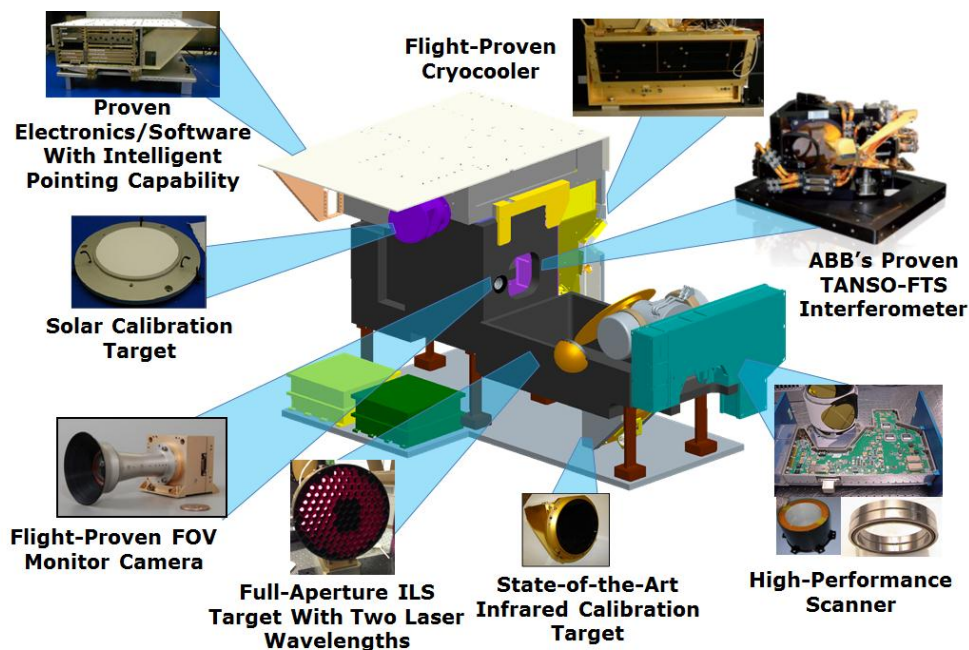 Flight-Proven
Cryocooler
Proven
Electronics/Software
With Intelligent
Pointing Capability
ABB's Proven
TANSO-FTS
Interferometer
Solar Calibration
Target
Flight-Proven FOV
Monitor Camera
Full-Aperture ILS
Target With Two Laser
Wavelengths
State-of-the-Art
Infrared Calibration
Target
High-Performance
Scanner